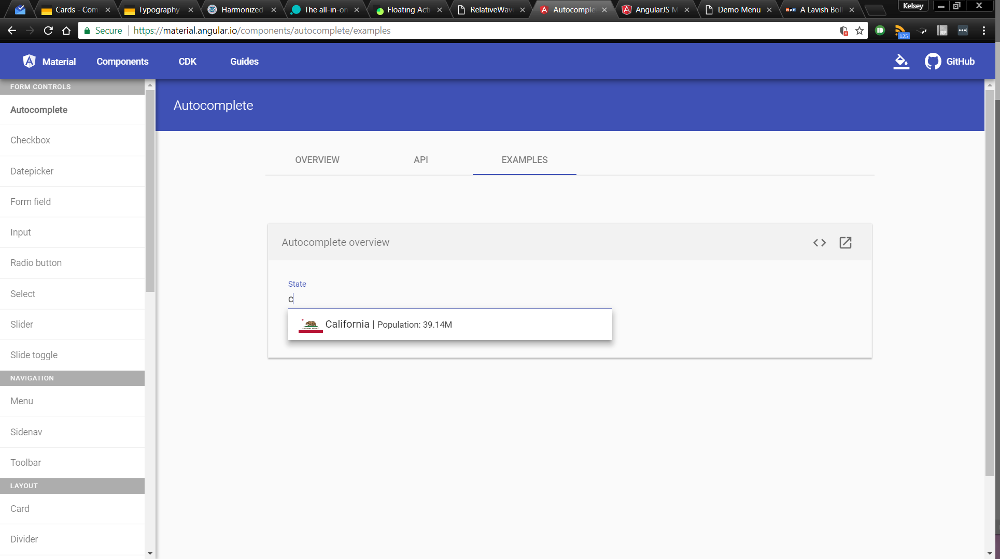 Cards - Com
Typography
Harmonized
The all-in-on
Floating Acti
RelativeWave
Autocomple
AngularJS M
Demo Menu
A Lavish Boll
Kelsey
Secure
https://material.angular.io/components/autocomplete/examples
125
Material
Components
CDK
Guides
GitHub
FORM CONTROLS
Autocomplete
Checkbox
Datepicker
Form field
Input
Radio button
Select
Slider
Slide toggle
NAVIGATION
Menu
Sidenav
Toolbar
LAYOUT
Card
Divider
Autocomplete
OVERVIEW
API
EXAMPLES
Autocomplete overview
State
c
California | Population: 39.14M